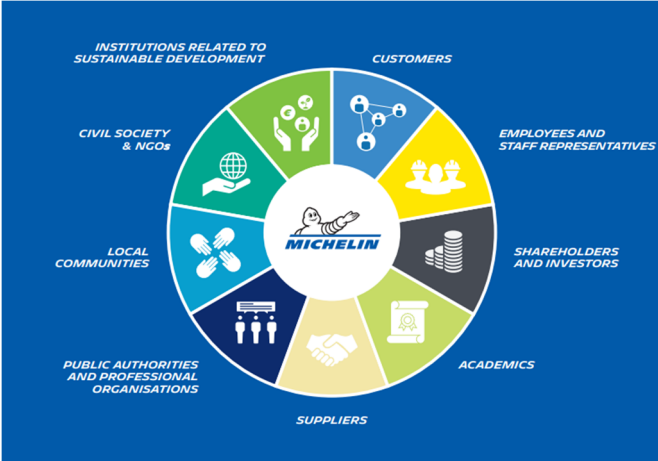 INSTITUTIONS RELATED TO
SUSTAINABLE DEVELOPMENT
CUSTOMERS
CIVIL SOCIETY
& NGOs
EMPLOYEES AND
STAFF REPRESENTATIVES
MICHELIN
LOCAL
COMMUNITIES
SHAREHOLDERS
AND INVESTORS
PUBLIC AUTHORITIES
AND PROFESSIONAL
ORGANISATIONS
ACADEMICS
SUPPLIERS